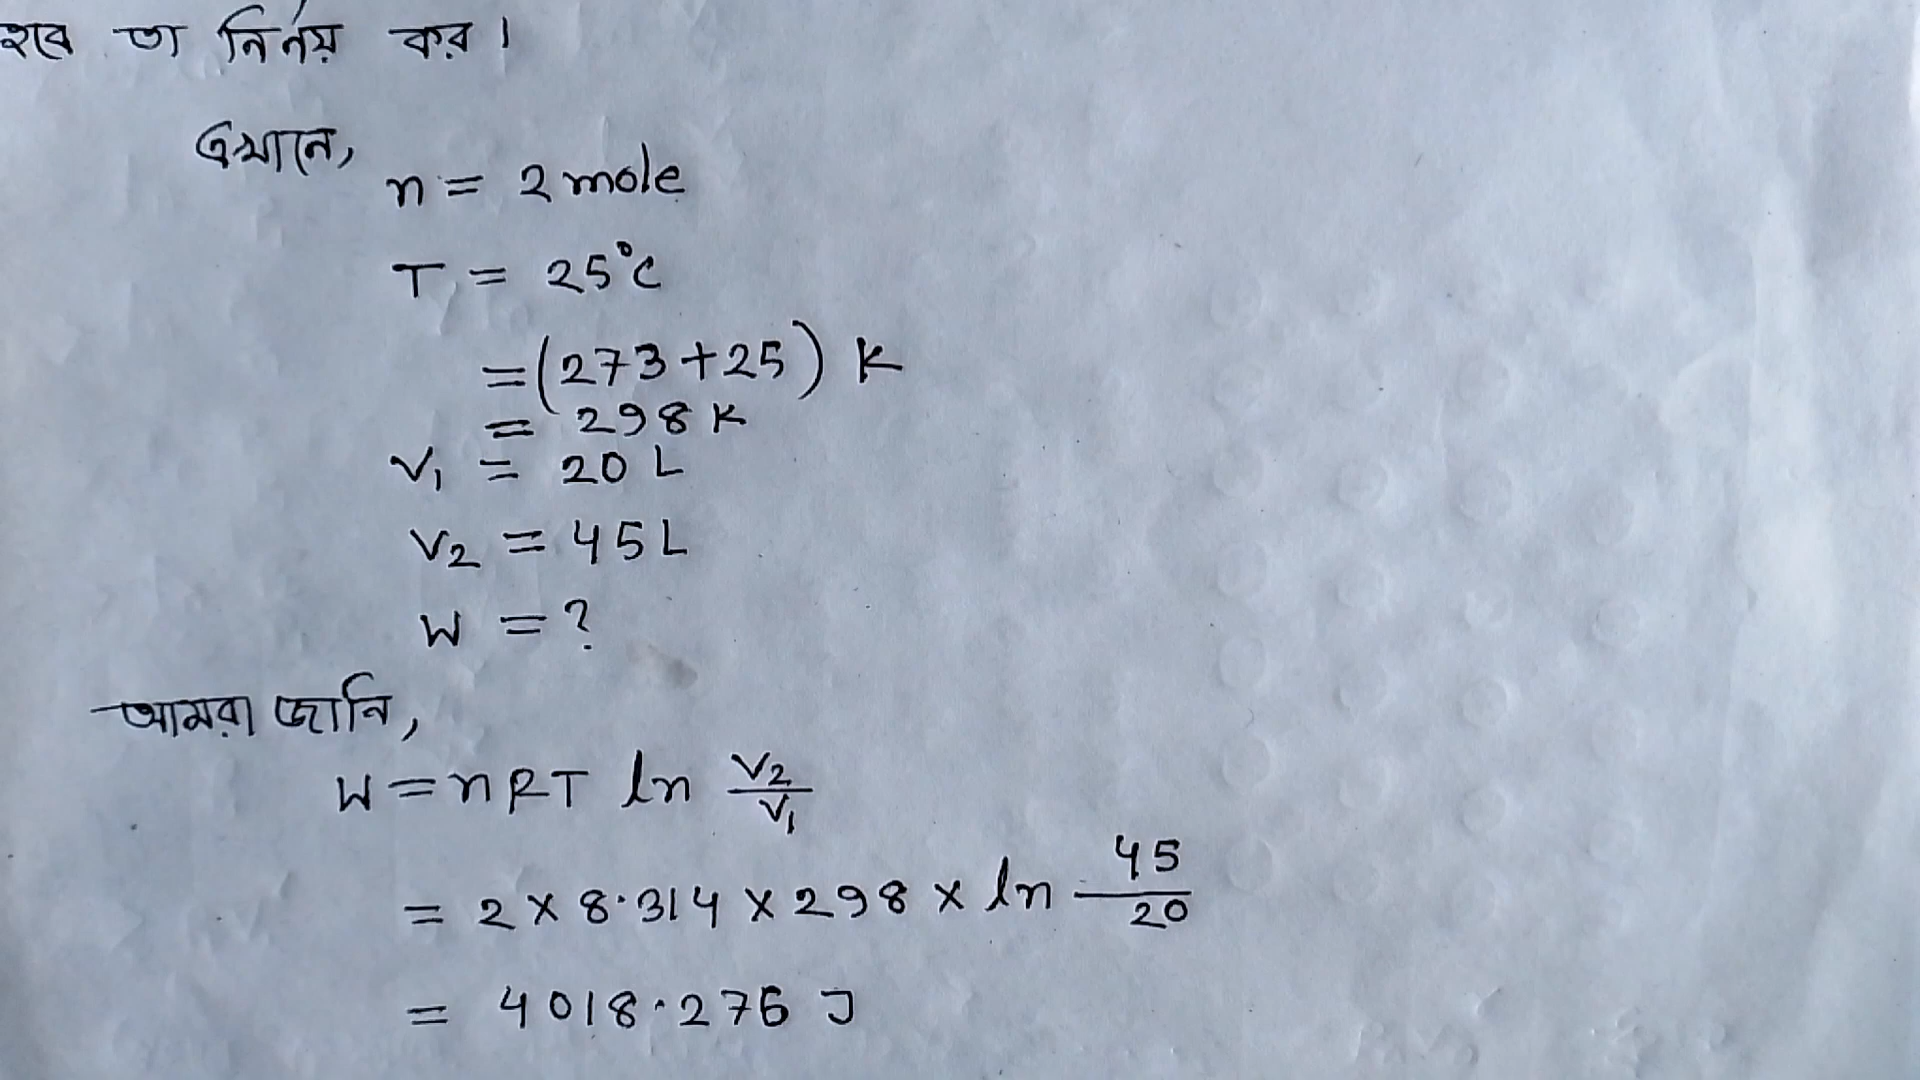 হবে তা নির্নয় কর।
এখানে,
n = 2 mole
T = 25°C
= (273+25) K
= 298 K
V₁ = 20 L
V₂ = 45 L
W = ?
আমরা জানি,
W = nRT ln V₂/V₁
= 2 × 8.314 × 298 × ln 45/20
= 4018.276 J